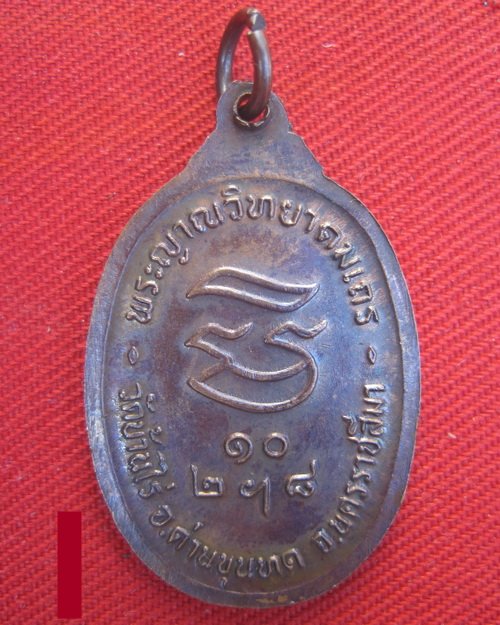 พระญาณวิทยาคมเถร
๑๐
๒ ๅ ๘
วัดบ้านไร่ อ.ด่านขุนทด จ.นครราชสีมา